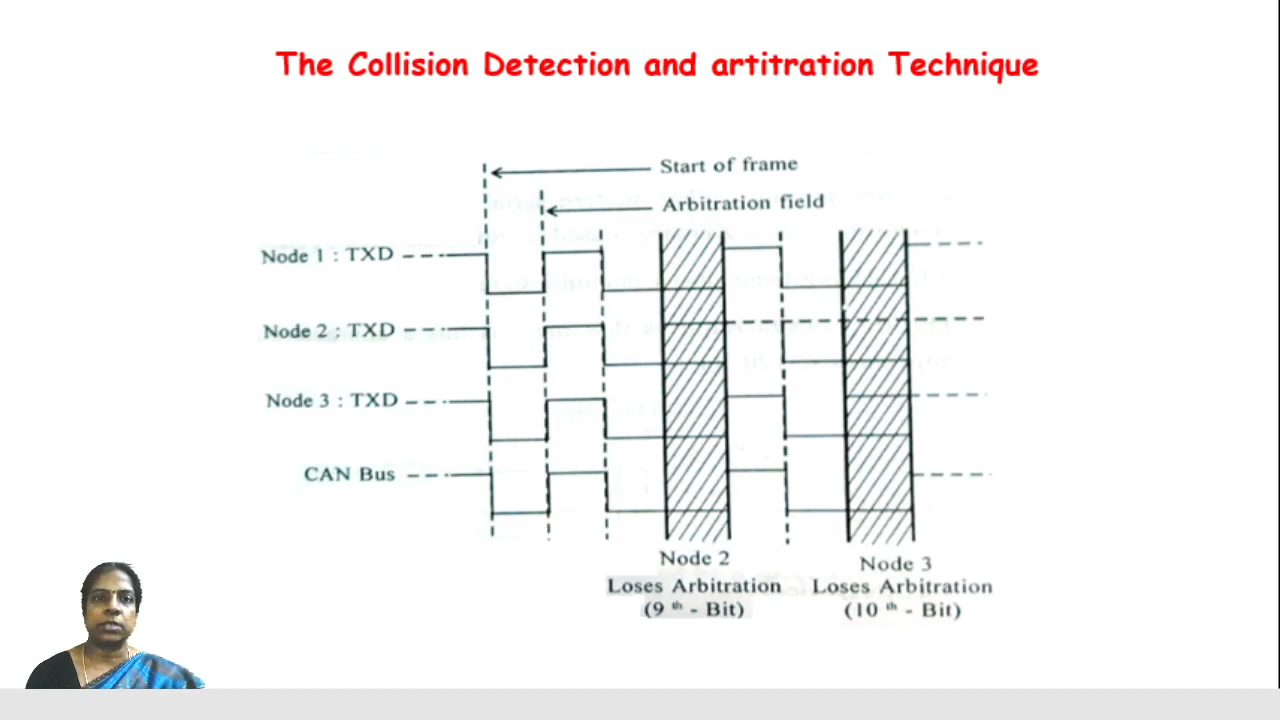 The Collision Detection and artitration Technique
Start of frame
Arbitration field
Node 1 : TXD
Node 2 : TXD
Node 3 : TXD
CAN Bus
Node 2
Loses Arbitration
(9 th - Bit)
Node 3
Loses Arbitration
(10 th - Bit)